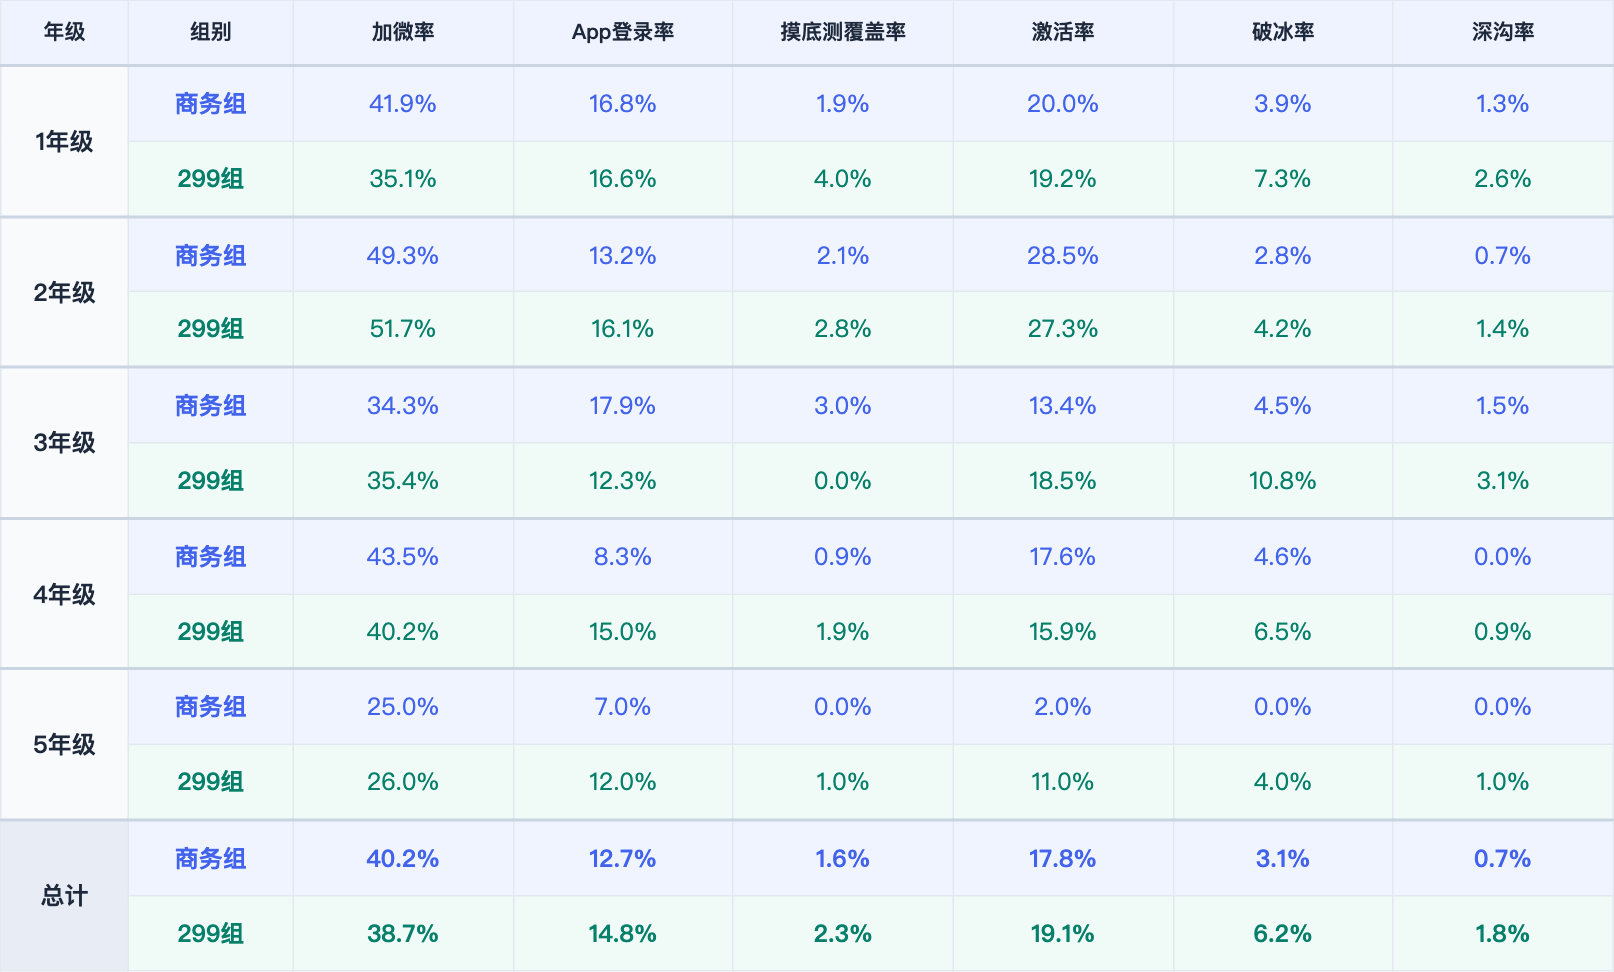 年级 组别 加微率 App登录率 摸底测覆盖率 激活率 破冰率 深沟率
1年级 商务组 41.9% 16.8% 1.9% 20.0% 3.9% 1.3%
299组 35.1% 16.6% 4.0% 19.2% 7.3% 2.6%
2年级 商务组 49.3% 13.2% 2.1% 28.5% 2.8% 0.7%
299组 51.7% 16.1% 2.8% 27.3% 4.2% 1.4%
3年级 商务组 34.3% 17.9% 3.0% 13.4% 4.5% 1.5%
299组 35.4% 12.3% 0.0% 18.5% 10.8% 3.1%
4年级 商务组 43.5% 8.3% 0.9% 17.6% 4.6% 0.0%
299组 40.2% 15.0% 1.9% 15.9% 6.5% 0.9%
5年级 商务组 25.0% 7.0% 0.0% 2.0% 0.0% 0.0%
299组 26.0% 12.0% 1.0% 11.0% 4.0% 1.0%
总计 商务组 40.2% 12.7% 1.6% 17.8% 3.1% 0.7%
299组 38.7% 14.8% 2.3% 19.1% 6.2% 1.8%